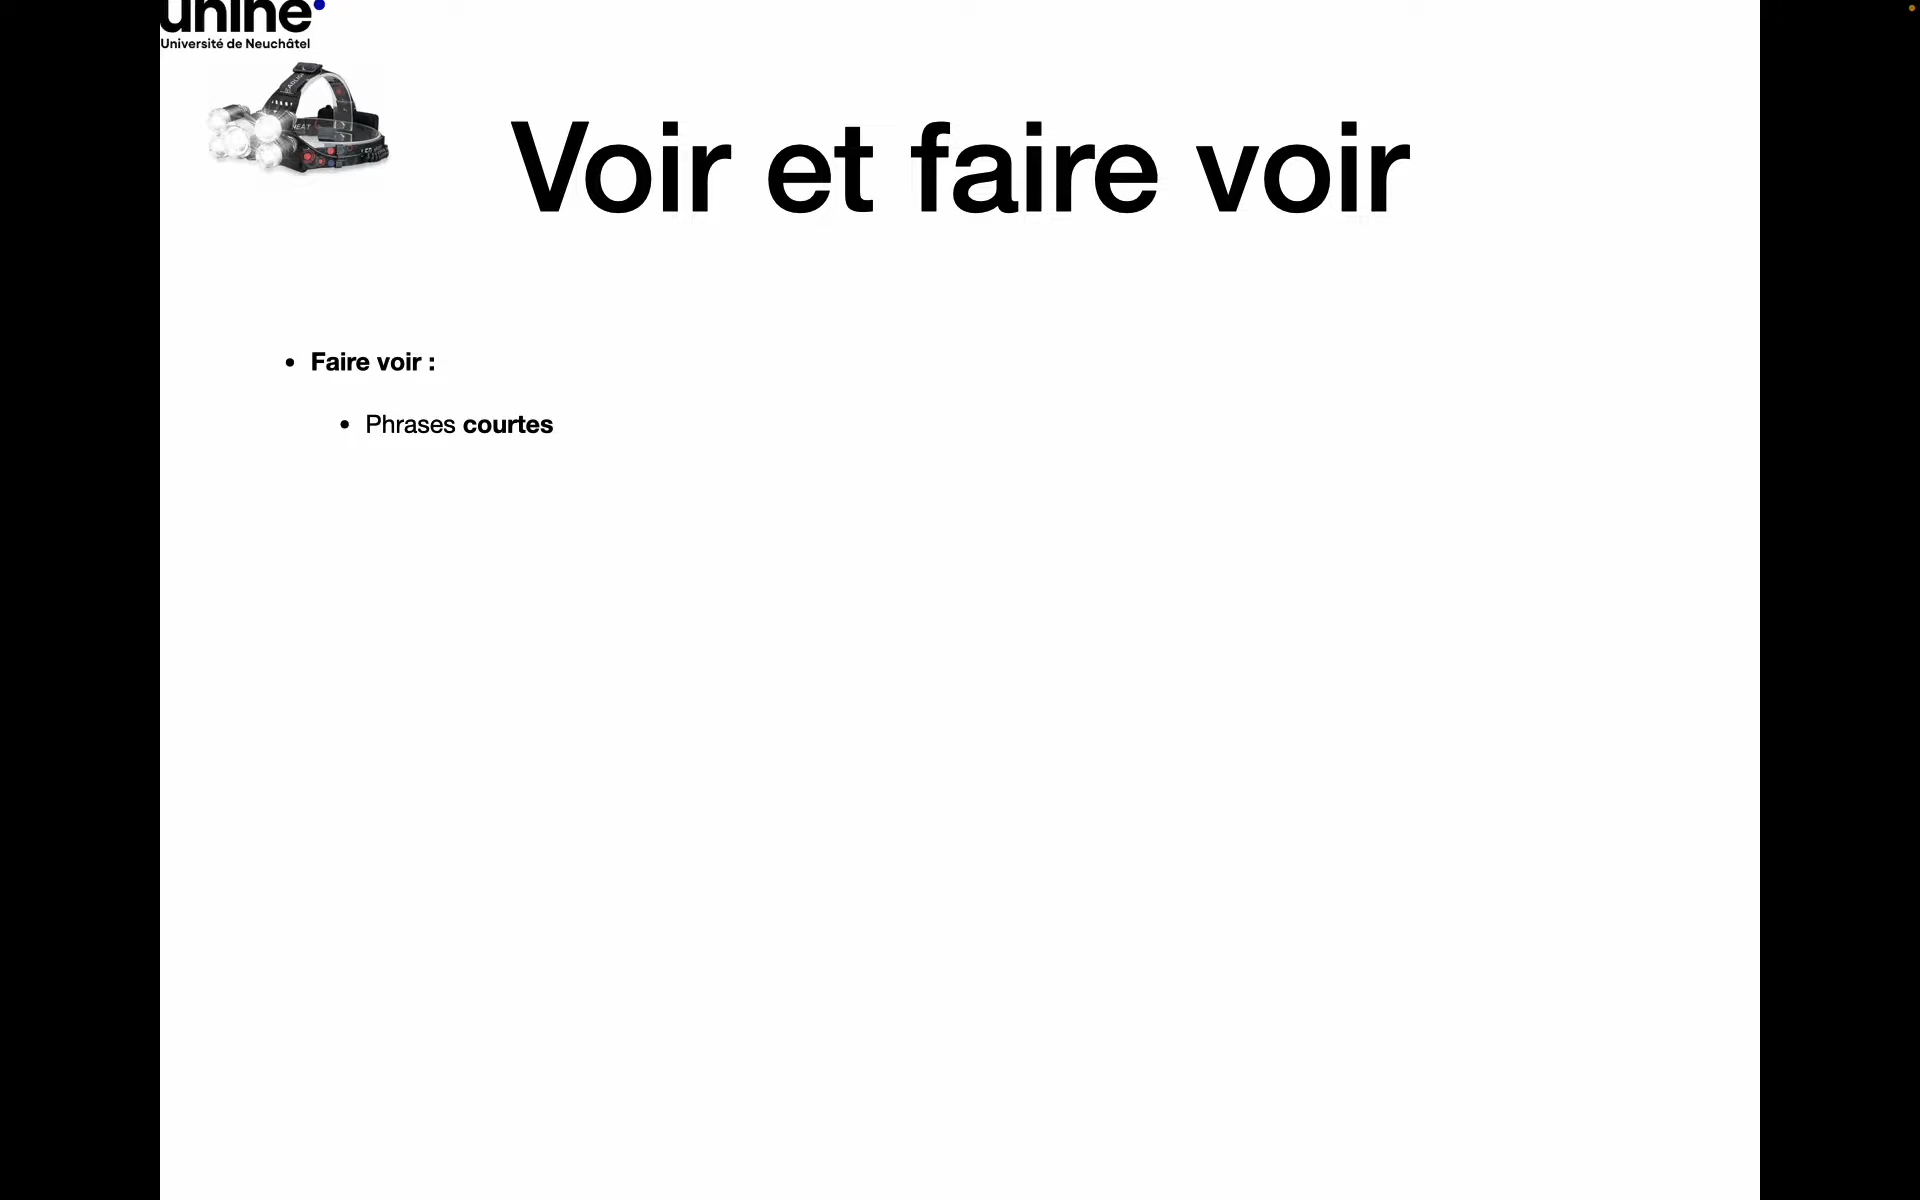 unine
Université de Neuchâtel
Voir et faire voir
• Faire voir :
• Phrases courtes